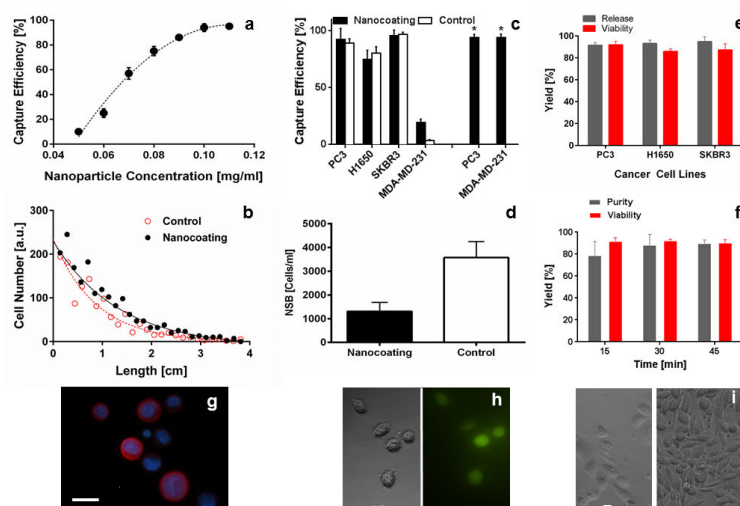 a
Capture Efficiency [%]
100
80
60
40
20
0
0.04
0.06
0.08
0.10
0.12
Nanoparticle Concentration [mg/ml]
c
Nanocoating
Control
Capture Efficiency [%]
100
50
0
*
*
PC3
H1650
SKBR3
MDA-MD-231
PC3
MDA-MD-231
e
Release
Viability
Yield [%]
100
80
60
40
20
0
PC3
H1650
SKBR3
Cancer Cell Lines
b
Control
Nanocoating
Cell Number [a.u.]
300
200
100
0
0
1
2
3
4
Length [cm]
d
NSB [Cells/ml]
5000
4000
3000
2000
1000
0
Nanocoating
Control
f
Purity
Viability
Yield [%]
100
80
60
40
20
0
15
30
45
Time [min]
g
h
i